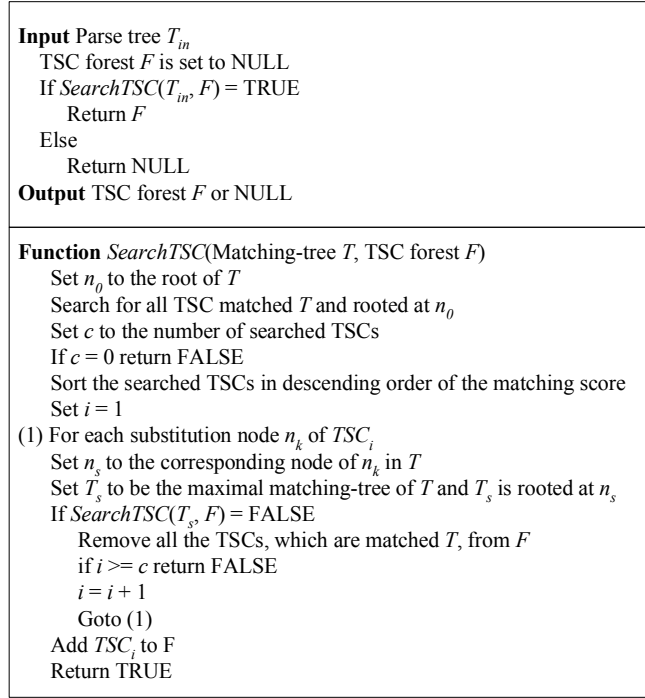 Input Parse tree T_in
TSC forest F is set to NULL
If SearchTSC(T_in, F) = TRUE
Return F
Else
Return NULL
Output TSC forest F or NULL
Function SearchTSC(Matching-tree T, TSC forest F)
Set n_0 to the root of T
Search for all TSC matched T and rooted at n_0
Set c to the number of searched TSCs
If c = 0 return FALSE
Sort the searched TSCs in descending order of the matching score
Set i = 1
(1) For each substitution node n_k of TSC_i
Set n_s to the corresponding node of n_k in T
Set T_s to be the maximal matching-tree of T and T_s is rooted at n_s
If SearchTSC(T_s, F) = FALSE
Remove all the TSCs, which are matched T, from F
if i >= c return FALSE
i = i + 1
Goto (1)
Add TSC_i to F
Return TRUE